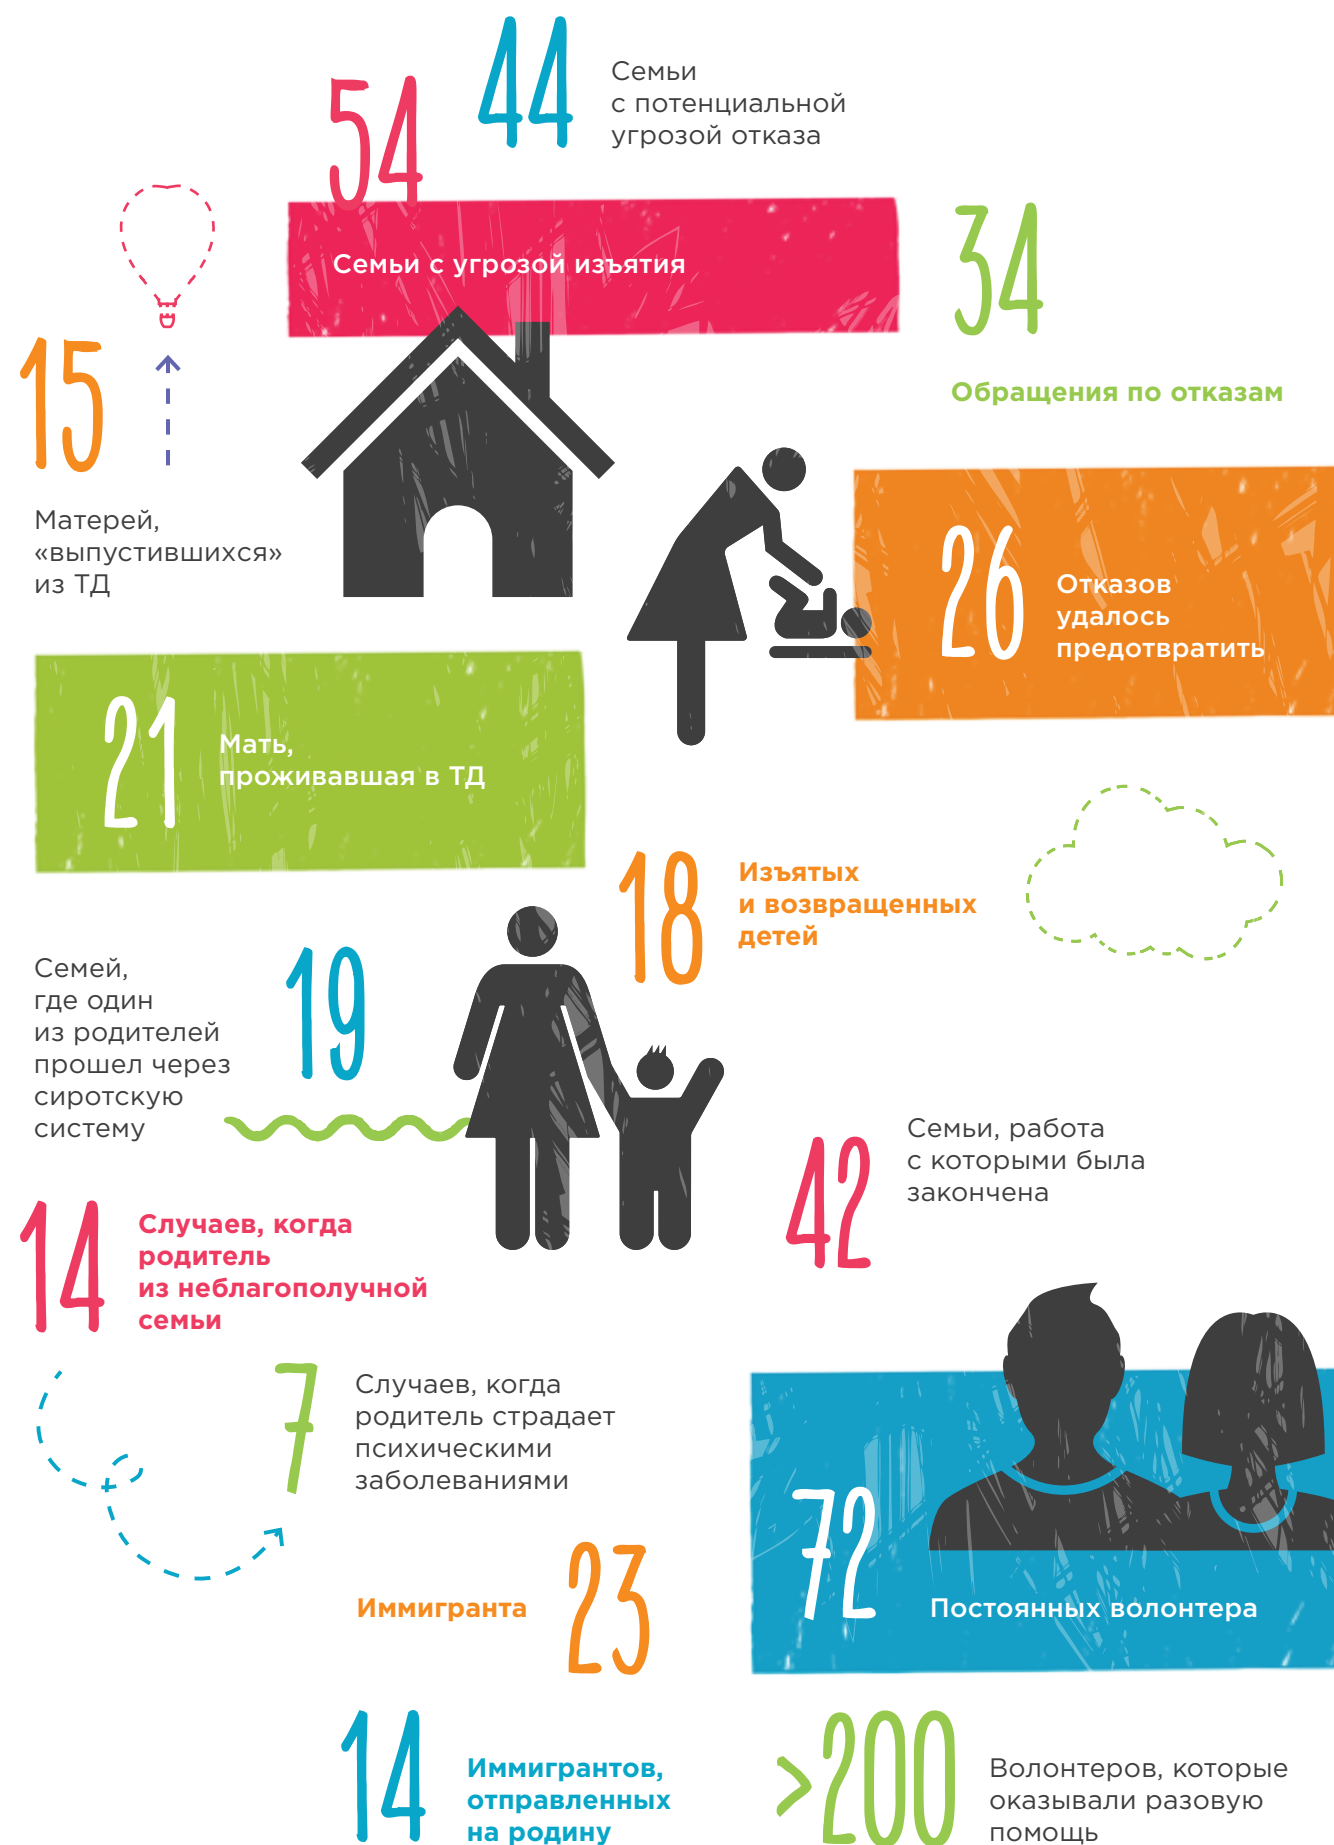 44
Семьи
с потенциальной
угрозой отказа
54
Семьи с угрозой изъятия
34
Обращения по отказам
15
Матерей,
«выпустившихся»
из ТД
26
Отказов
удалось
предотвратить
21
Мать,
проживавшая в ТД
18
Изъятых
и возвращенных
детей
19
Семей,
где один
из родителей
прошел через
сиротскую
систему
42
Семьи, работа
с которыми была
закончена
14
Случаев, когда
родитель
из неблагополучной
семьи
7
Случаев, когда
родитель страдает
психическими
заболеваниями
72
Постоянных волонтера
Иммигранта
23
14
Иммигрантов,
отправленных
на родину
>200
Волонтеров, которые
оказывали разовую
помощь